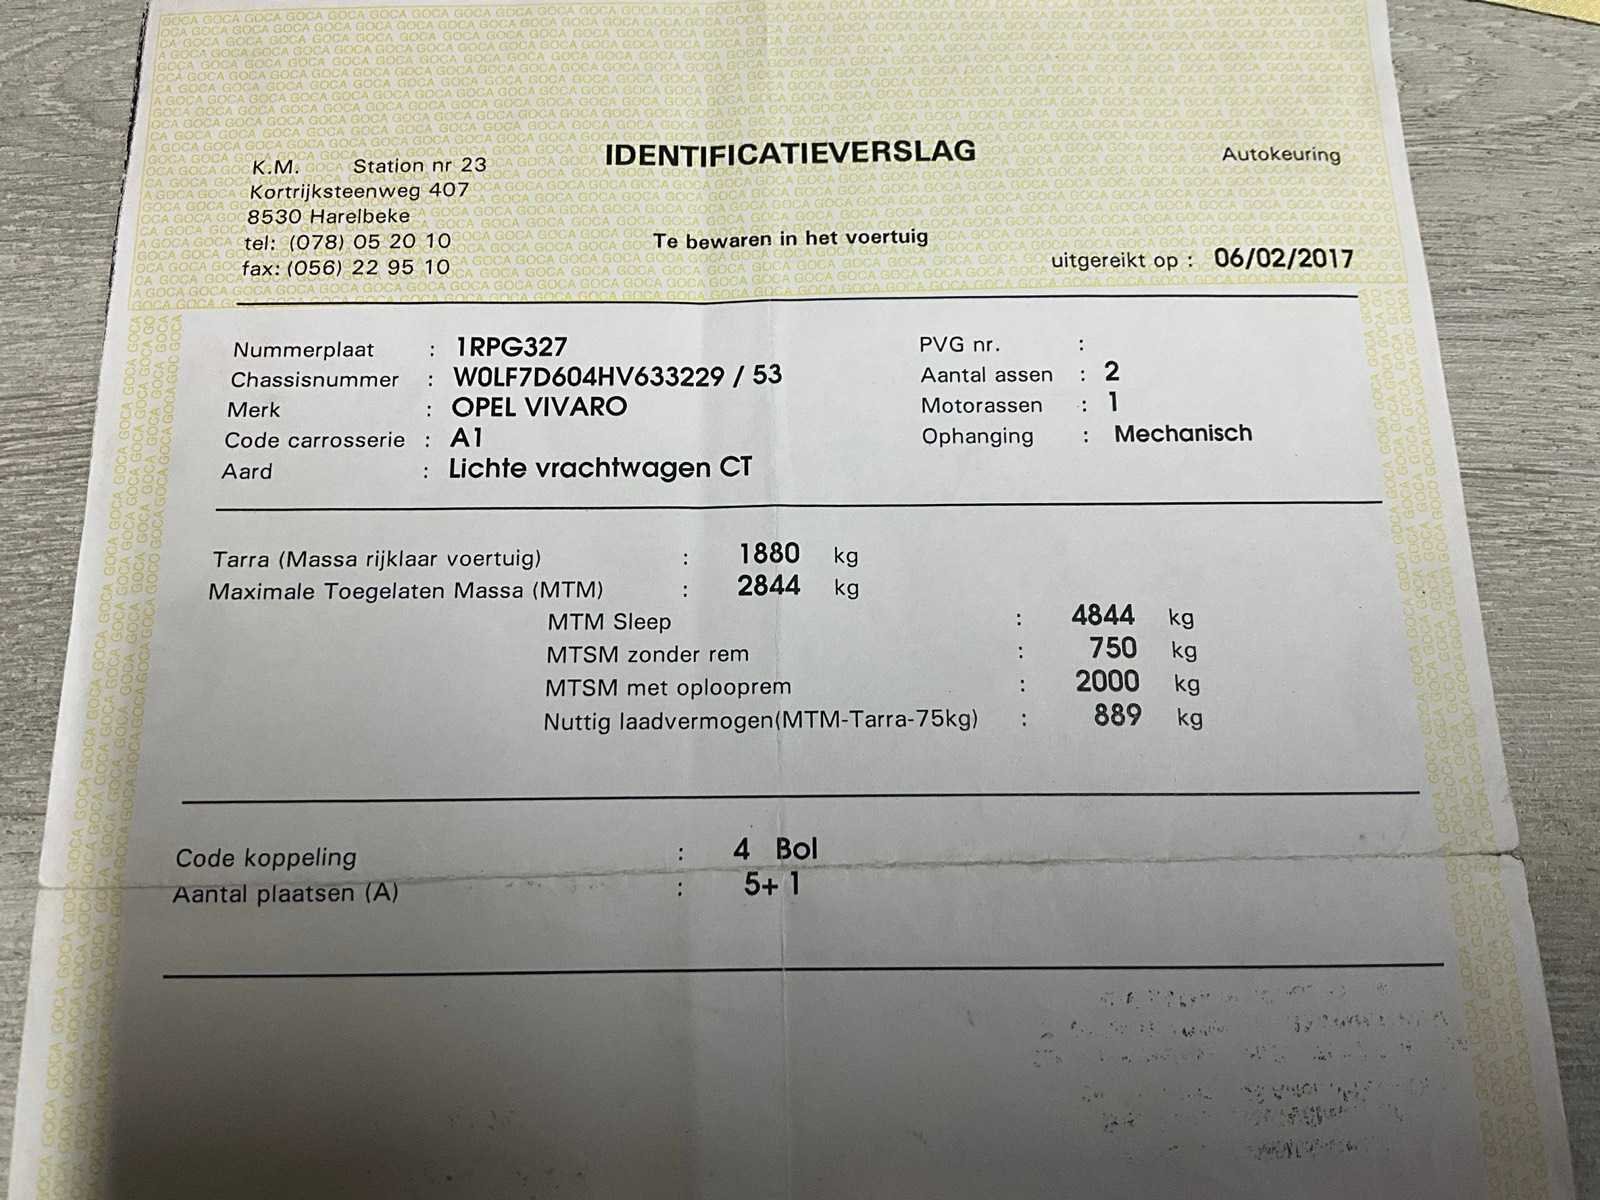 IDENTIFICATIEVERSLAG
Autokeuring
K.M. Station nr 23
Kortrijksteenweg 407
8530 Harelbeke
tel: (078) 05 20 10
fax: (056) 22 95 10
Te bewaren in het voertuig
uitgereikt op : 06/02/2017
Nummerplaat : 1RPG327
Chassisnummer : W0LF7D604HV633229 / 53
Merk : OPEL VIVARO
Code carrosserie : A1
Aard : Lichte vrachtwagen CT
PVG nr. :
Aantal assen : 2
Motorassen : 1
Ophanging : Mechanisch
Tarra (Massa rijklaar voertuig) : 1880 kg
Maximale Toegelaten Massa (MTM) : 2844 kg
MTM Sleep : 4844 kg
MTSM zonder rem : 750 kg
MTSM met oplooprem : 2000 kg
Nuttig laadvermogen(MTM-Tarra-75kg) : 889 kg
Code koppeling : 4 Bol
Aantal plaatsen (A) : 5+ 1